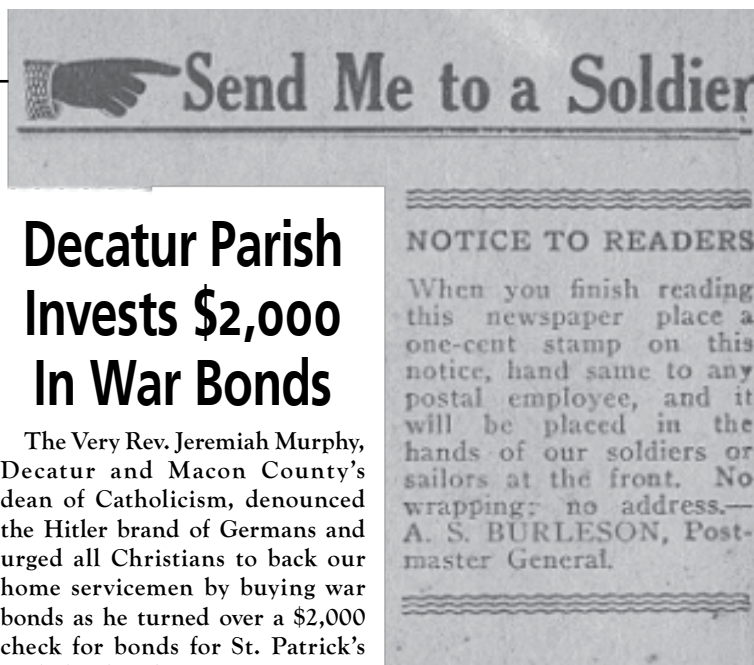 Send Me to a Soldier
Decatur Parish
Invests $2,000
In War Bonds
The Very Rev. Jeremiah Murphy,
Decatur and Macon County's
dean of Catholicism, denounced
the Hitler brand of Germans and
urged all Christians to back our
home servicemen by buying war
bonds as he turned over a $2,000
check for bonds for St. Patrick's
NOTICE TO READERS
When you finish reading
this newspaper place a
one-cent stamp on this
notice, hand same to any
postal employee, and it
will be placed in the
hands of our soldiers or
sailors at the front. No
wrapping; no address.—
A. S. BURLESON, Post-
master General.